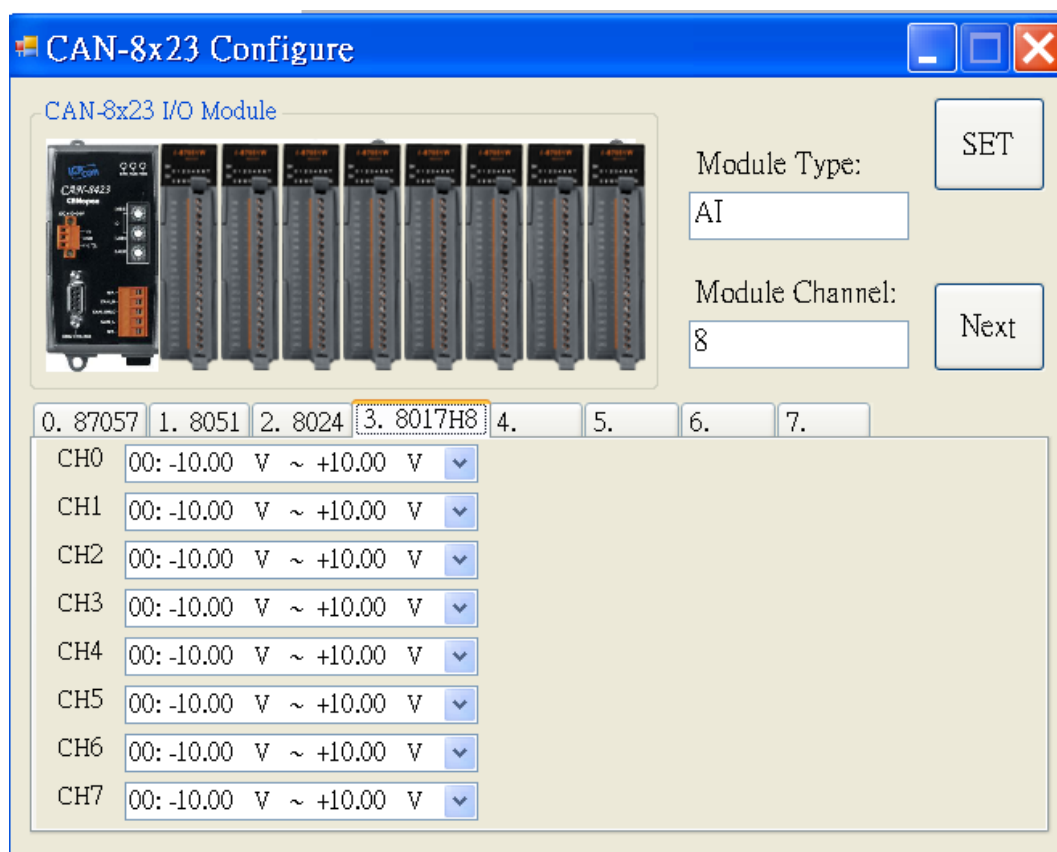 CAN-8x23 Configure
CAN-8x23 I/O Module
CAN-8423
CANopen
Module Type:
AI
SET
Module Channel:
8
Next
0. 87057 1. 8051 2. 8024 3. 8017H8 4. 5. 6. 7.
CH0 00: -10.00 V ~ +10.00 V
CH1 00: -10.00 V ~ +10.00 V
CH2 00: -10.00 V ~ +10.00 V
CH3 00: -10.00 V ~ +10.00 V
CH4 00: -10.00 V ~ +10.00 V
CH5 00: -10.00 V ~ +10.00 V
CH6 00: -10.00 V ~ +10.00 V
CH7 00: -10.00 V ~ +10.00 V